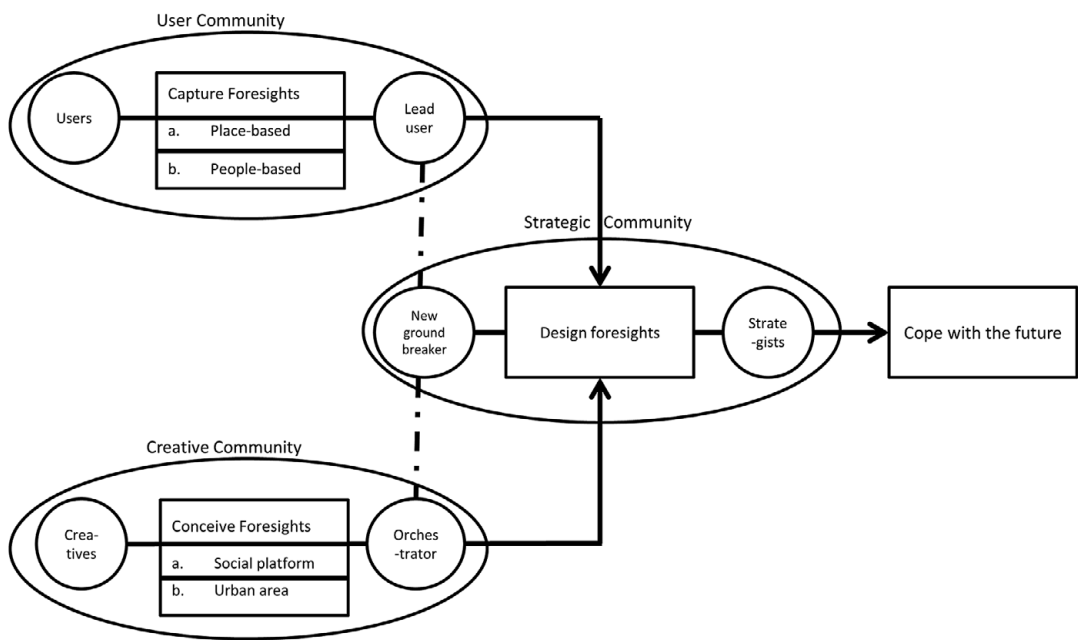 User Community
Users
Capture Foresights
a. Place-based
b. People-based
Lead
user
Strategic Community
New
ground
breaker
Design foresights
Strate
-gists
Cope with the future
Creative Community
Crea-
tives
Conceive Foresights
a. Social platform
b. Urban area
Orches
-trator